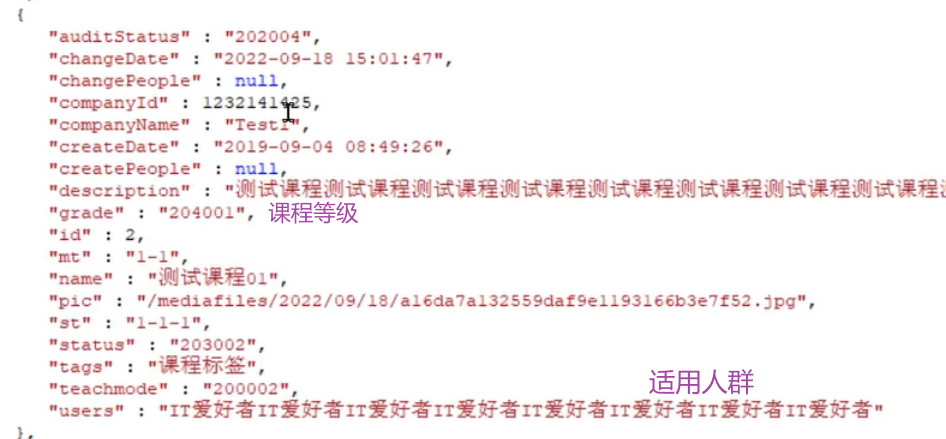 {
"auditStatus" : "202004",
"changeDate" : "2022-09-18 15:01:47",
"changePeople" : null,
"companyId" : 1232141425,
"companyName" : "Test1",
"createDate" : "2019-09-04 08:49:26",
"createPeople" : null,
"description" : "测试课程测试课程测试课程测试课程测试课程测试课程测试课程测试课程
"grade" : "204001", 课程等级
"id" : 2,
"mt" : "1-1",
"name" : "测试课程01",
"pic" : "/mediafiles/2022/09/18/a16da7a132559daf9e1193166b3e7f52.jpg",
"st" : "1-1-1",
"status" : "203002",
"tags" : "课程标签",
"teachmode" : "200002",
适用人群
"users" : "IT爱好者IT爱好者IT爱好者IT爱好者IT爱好者IT爱好者IT爱好者IT爱好者"
},